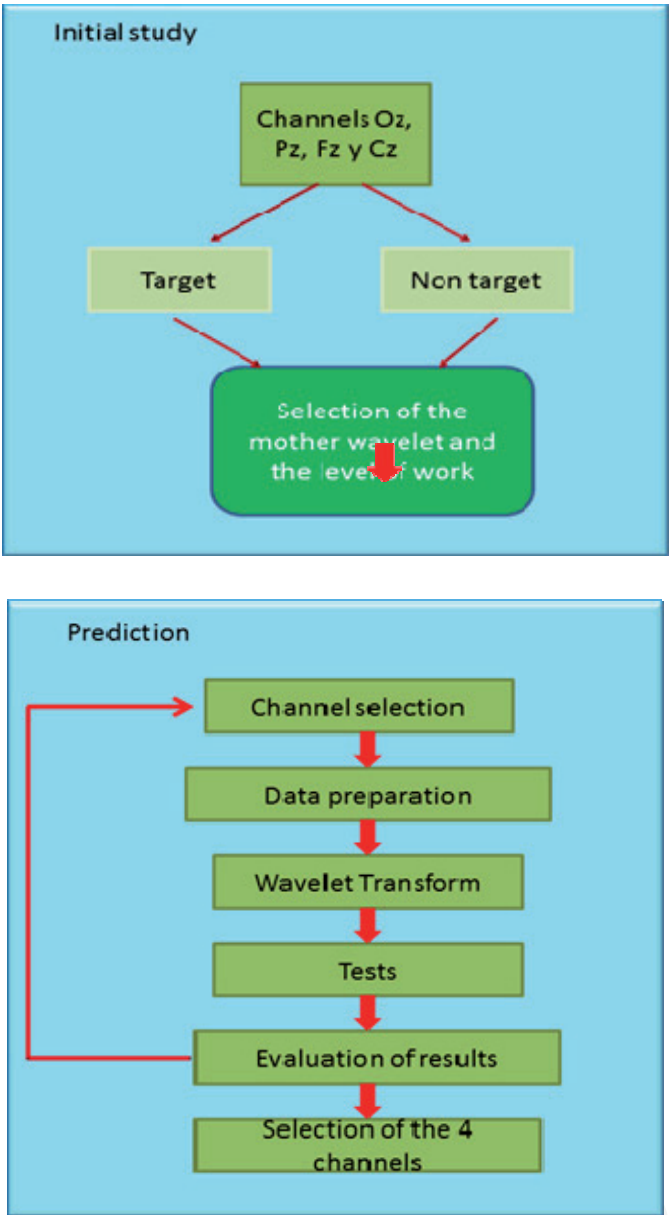 Initial study
Channels Oz,
Pz, Fz y Cz
Target
Non target
Selection of the
mother wavelet and
the level of work
Prediction
Channel selection
Data preparation
Wavelet Transform
Tests
Evaluation of results
Selection of the 4
channels